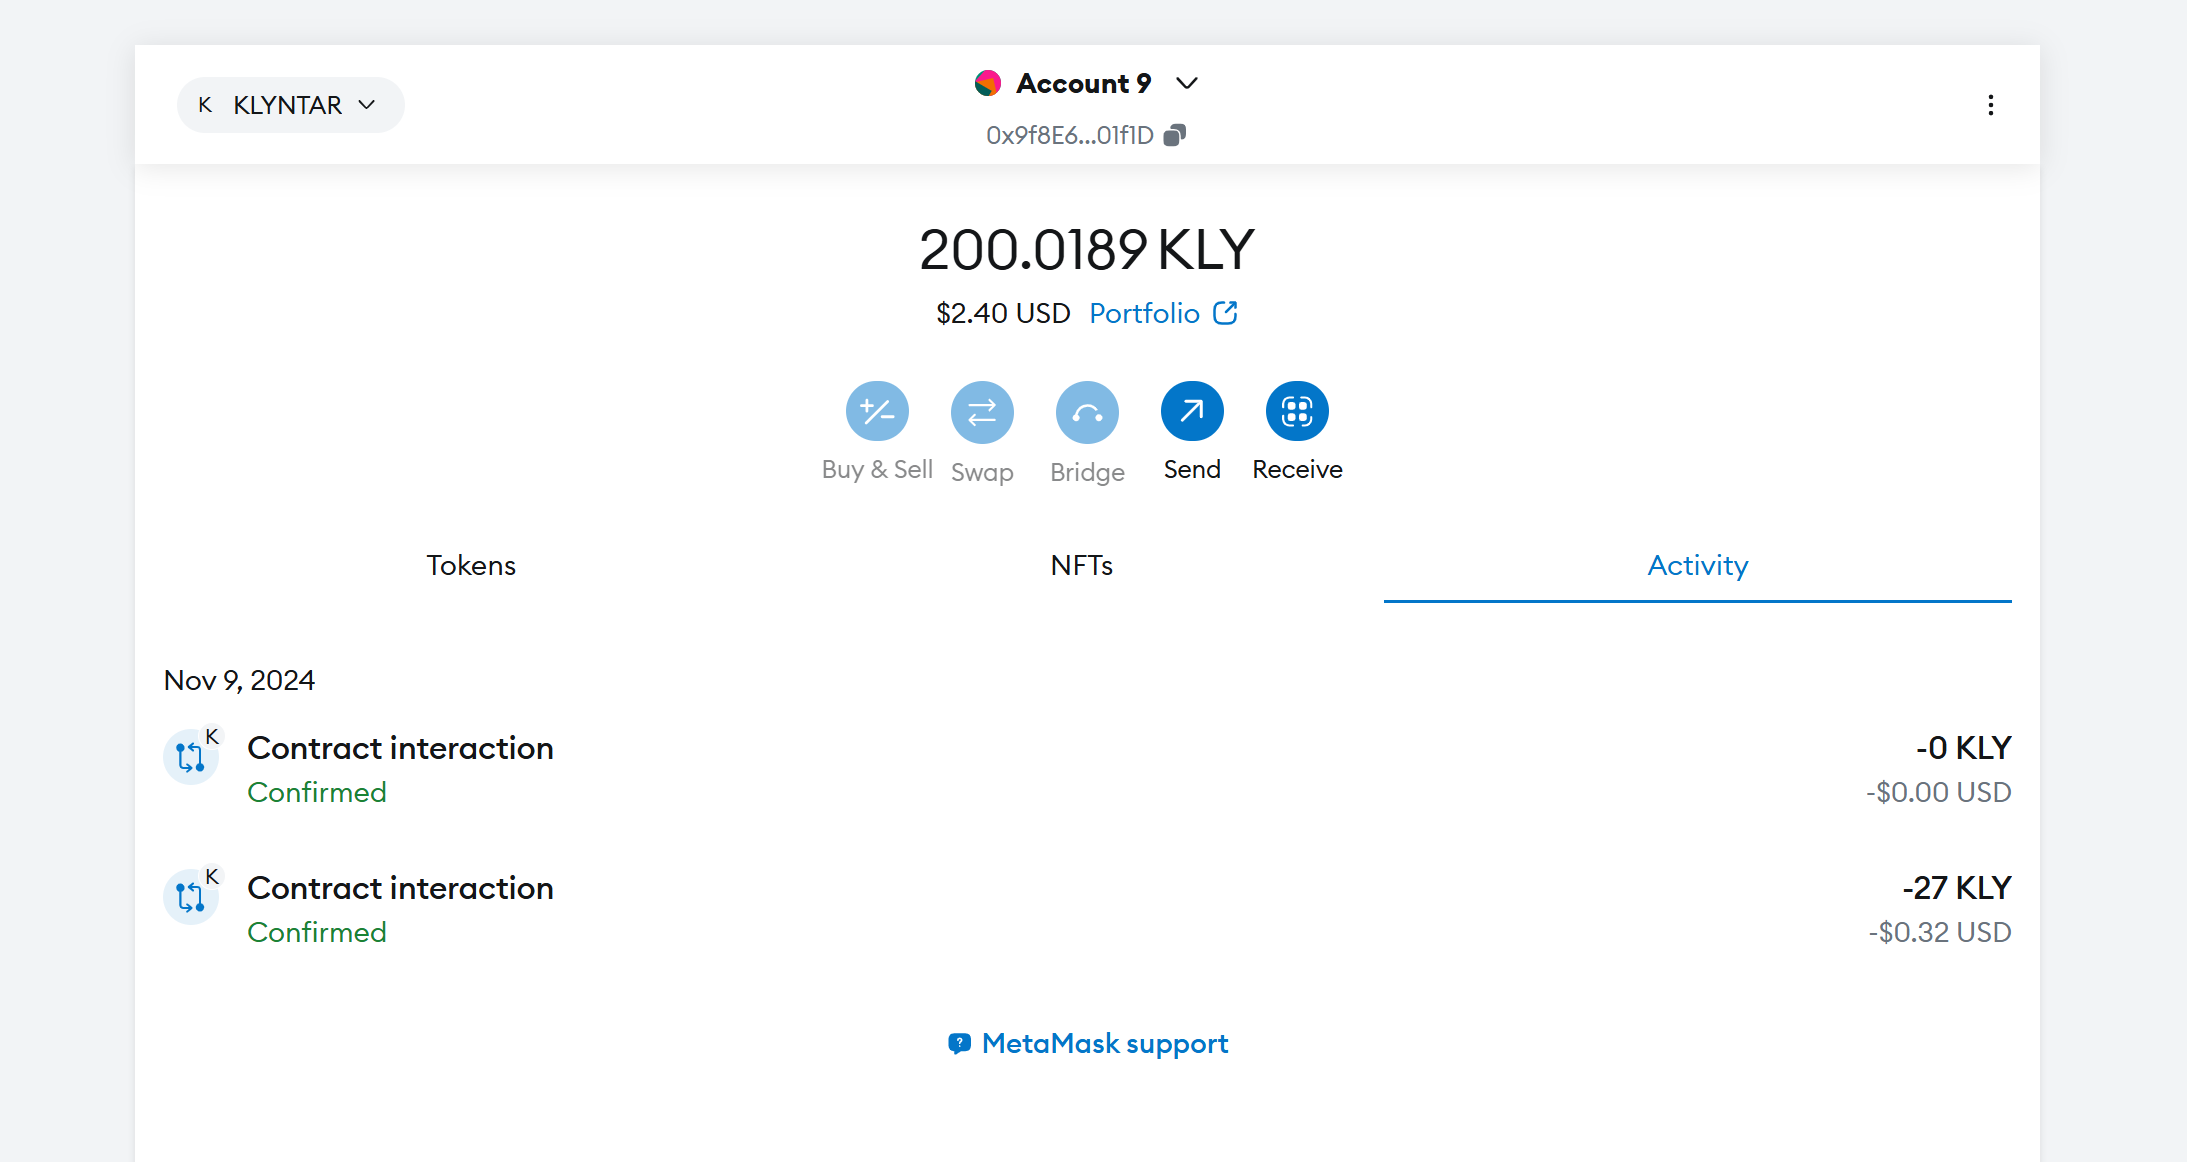 K KLYNTAR
Account 9
0x9f8E6...01f1D
200.0189 KLY
$2.40 USD Portfolio
Buy & Sell Swap Bridge Send Receive
Tokens NFTs Activity
Nov 9, 2024
K
Contract interaction -0 KLY
Confirmed -$0.00 USD
K
Contract interaction -27 KLY
Confirmed -$0.32 USD
MetaMask support